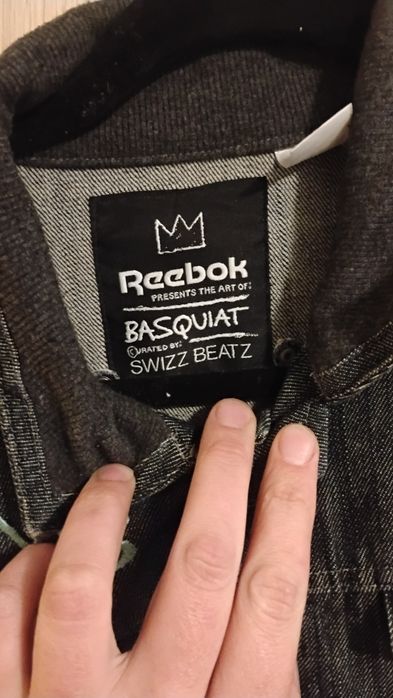 Reebok
PRESENTS THE ART OF:
BASQUIAT
©URATED BY:
SWIZZ BEATZ